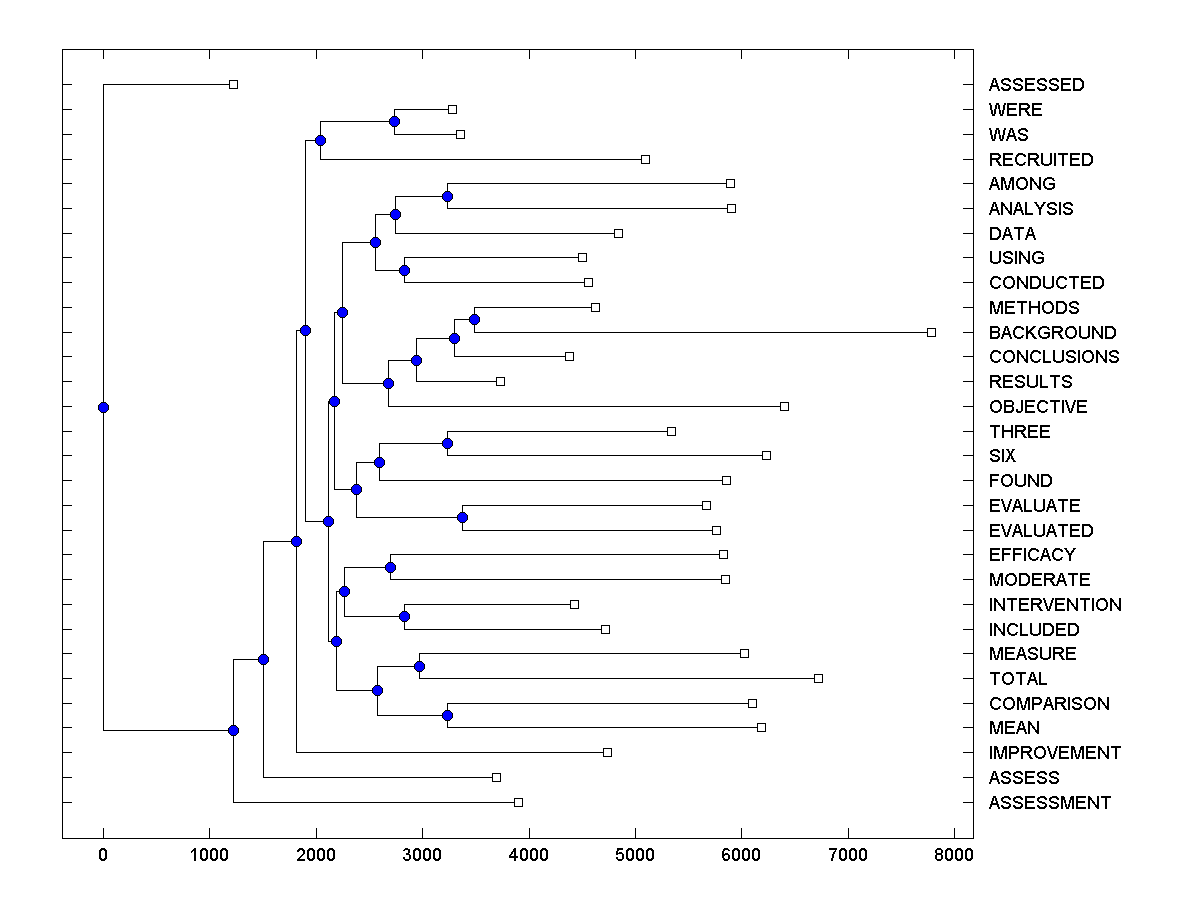 ASSESSED
WERE
WAS
RECRUITED
AMONG
ANALYSIS
DATA
USING
CONDUCTED
METHODS
BACKGROUND
CONCLUSIONS
RESULTS
OBJECTIVE
THREE
SIX
FOUND
EVALUATE
EVALUATED
EFFICACY
MODERATE
INTERVENTION
INCLUDED
MEASURE
TOTAL
COMPARISON
MEAN
IMPROVEMENT
ASSESS
ASSESSMENT
0 1000 2000 3000 4000 5000 6000 7000 8000